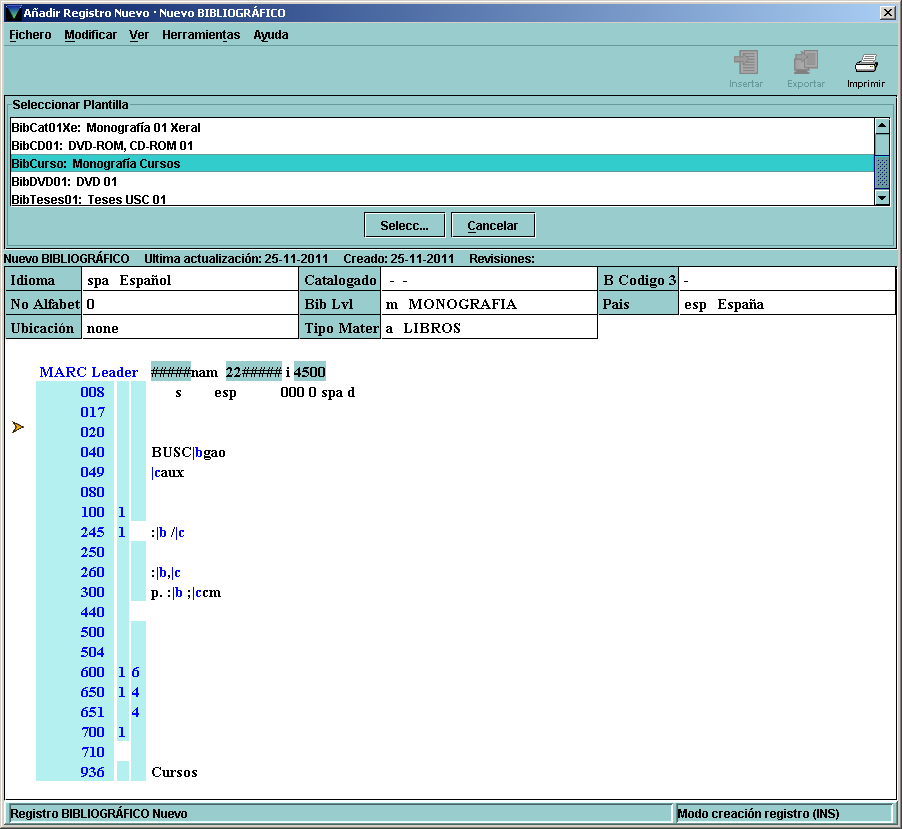 Añadir Registro Nuevo · Nuevo BIBLIOGRÁFICO
Fichero Modificar Ver Herramientas Ayuda
Insertar Exportar Imprimir
Seleccionar Plantilla
BibCat01Xe: Monografía 01 Xeral
BibCD01: DVD-ROM, CD-ROM 01
BibCurso: Monografía Cursos
BibDVD01: DVD 01
BibTeses01: Teses USC 01
Selecc... Cancelar
Nuevo BIBLIOGRÁFICO Ultima actualización: 25-11-2011 Creado: 25-11-2011 Revisiones:
Idioma spa Español Catalogado - - B Codigo 3 -
No Alfabet 0 Bib Lvl m MONOGRAFIA Pais esp España
Ubicación none Tipo Mater a LIBROS
MARC Leader #####nam 22##### i 4500
008 s esp 000 0 spa d
017
020
040 BUSC|bgao
049 |caux
080
100 1
245 1 :|b /|c
250
260 :|b,|c
300 p. :|b ;|ccm
440
500
504
600 1 6
650 1 4
651 4
700 1
710
936 Cursos
Registro BIBLIOGRÁFICO Nuevo Modo creación registro (INS)